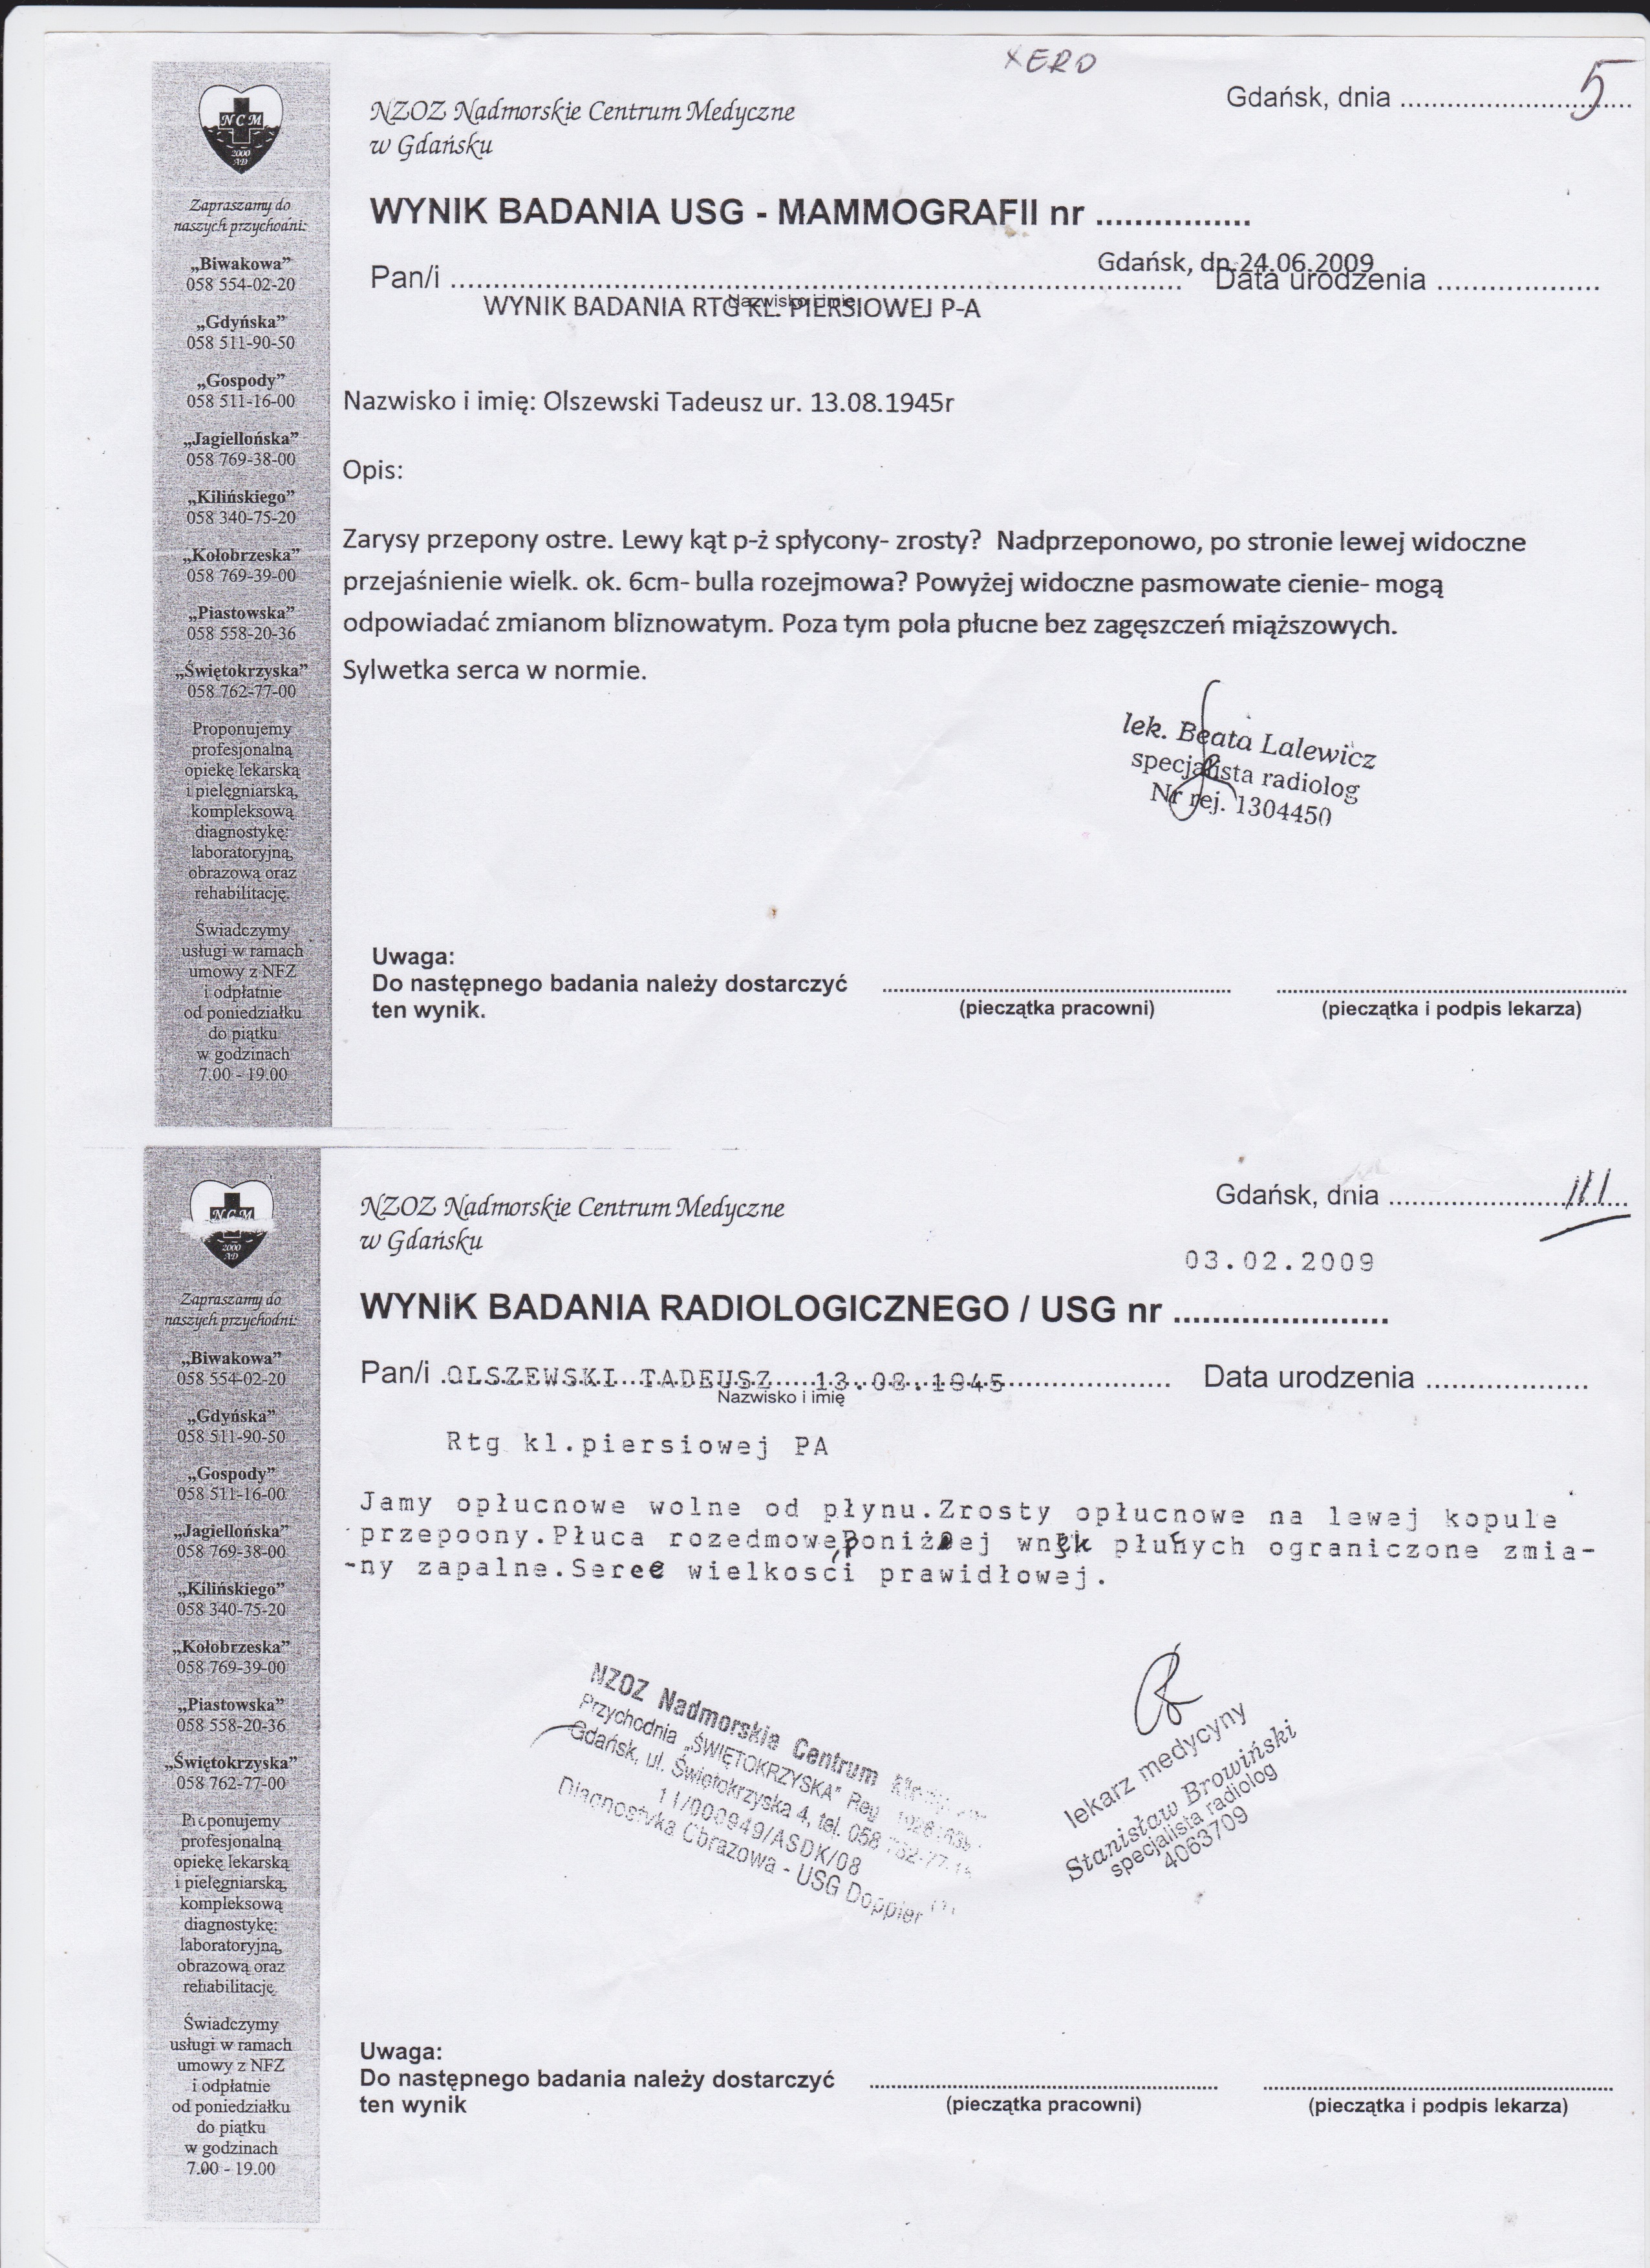 XERO
5
Gdańsk, dnia ................................
NCM
2000
AD
NZOZ Nadmorskie Centrum Medyczne
w Gdańsku
WYNIK BADANIA USG - MAMMOGRAFII nr ................
Gdańsk, dn.24.06.2009
Pan/i ................................ Data urodzenia ...................
Nazwisko i imię
WYNIK BADANIA RTG KL. PIERSIOWEJ P-A
Nazwisko i imię: Olszewski Tadeusz ur. 13.08.1945r
Opis:
Zarysy przepony ostre. Lewy kąt p-ż spłycony- zrosty?  Nadprzeponowo, po stronie lewej widoczne
przejaśnienie wielk. ok. 6cm- bulla rozejmowa? Powyżej widoczne pasmowate cienie- mogą
odpowiadać zmianom bliznowatym. Poza tym pola płucne bez zagęszczeń miąższowych.
Sylwetka serca w normie.
lek. Beata Lalewicz
specjalista radiolog
Nr rej. 1304450
Uwaga:
Do następnego badania należy dostarczyć
ten wynik.
(pieczątka pracowni)
(pieczątka i podpis lekarza)
Zapraszamy do
naszych przychodni:
„Biwakowa”
058 554-02-20
„Gdyńska”
058 511-90-50
„Gospody”
058 511-16-00
„Jagiellońska”
058 769-38-00
„Kilińskiego”
058 340-75-20
„Kołobrzeska”
058 769-39-00
„Piastowska”
058 558-20-36
„Świętokrzyska”
058 762-77-00
Proponujemy
profesjonalną
opiekę lekarską
i pielęgniarską,
kompleksową
diagnostykę:
laboratoryjną,
obrazową oraz
rehabilitację.
Świadczymy
usługi w ramach
umowy z NFZ
i odpłatnie
od poniedziałku
do piątku
w godzinach
7.00 - 19.00
NCM
2000
AD
NZOZ Nadmorskie Centrum Medyczne
w Gdańsku
Gdańsk, dnia ................................
III
03.02.2009
WYNIK BADANIA RADIOLOGICZNEGO / USG nr ......................
Pan/i OLSZEWSKI TADEUSZ 13.08.1945 Data urodzenia ...................
Nazwisko i imię
Rtg kl.piersiowej PA
Jamy opłucnowe wolne od płynu.Zrosty opłucnowe na lewej kopule
przepoony.Płuca rozedmowe,Poniżej wnęk płunych ograniczone zmia-
-ny zapalne.Serce wielkosci prawidłowej.
NZOZ Nadmorskie Centrum
Przychodnia „ŚWIĘTOKRZYSKA” Reg
Gdańsk, ul. Świętokrzyska 4, tel. 058
11/000949/ASDK/08
Diagnostyka Obrazowa - USG Doppler
lekarz medycyny
Stanisław Browiński
specjalista radiolog
4063709
Uwaga:
Do następnego badania należy dostarczyć
ten wynik
(pieczątka pracowni)
(pieczątka i podpis lekarza)
Zapraszamy do
naszych przychodni:
„Biwakowa”
058 554-02-20
„Gdyńska”
058 511-90-50
„Gospody”
058 511-16-00
„Jagiellońska”
058 769-38-00
„Kilińskiego”
058 340-75-20
„Kołobrzeska”
058 769-39-00
„Piastowska”
058 558-20-36
„Świętokrzyska”
058 762-77-00
Proponujemy
profesjonalną
opiekę lekarską
i pielęgniarską,
kompleksową
diagnostykę:
laboratoryjną,
obrazową oraz
rehabilitację.
Świadczymy
usługi w ramach
umowy z NFZ
i odpłatnie
od poniedziałku
do piątku
w godzinach
7.00 - 19.00